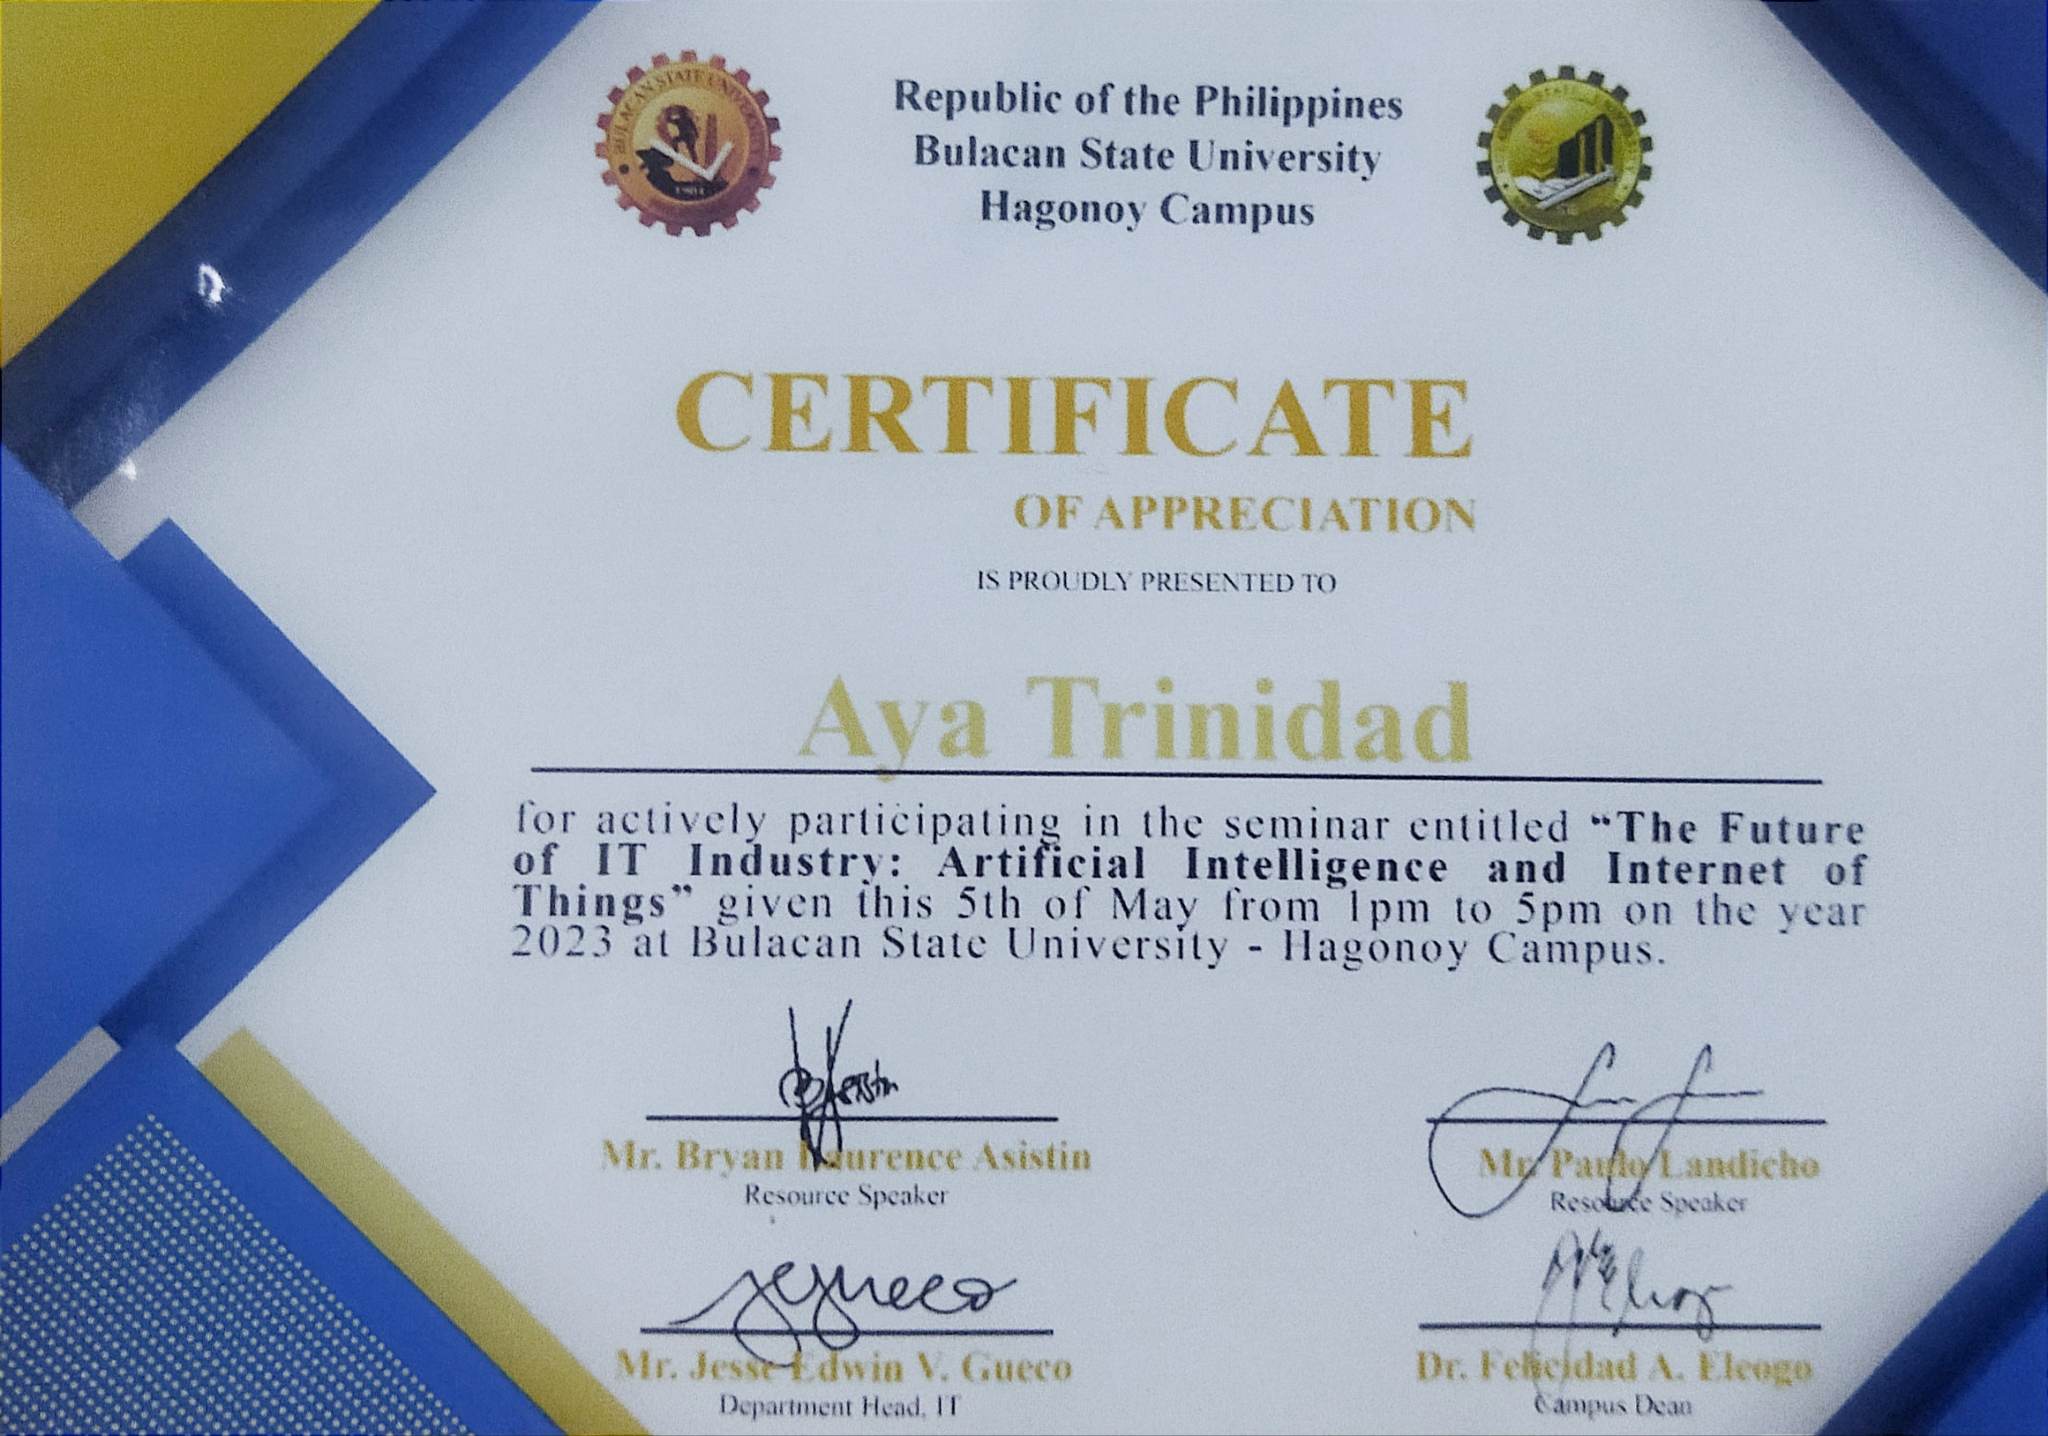 BULACAN STATE UNIVERSITY
1904
Republic of the Philippines
Bulacan State University
Hagonoy Campus
CERTIFICATE
OF APPRECIATION
IS PROUDLY PRESENTED TO
Aya Trinidad
for actively participating in the seminar entitled “The Future
of IT Industry: Artificial Intelligence and Internet of
Things” given this 5th of May from 1pm to 5pm on the year
2023 at Bulacan State University - Hagonoy Campus.
Mr. Bryan Laurence Asistin
Resource Speaker
Mr. Paulo Landicho
Resource Speaker
Mr. Jesse Edwin V. Gueco
Department Head, IT
Dr. Felicidad A. Eleogo
Campus Dean